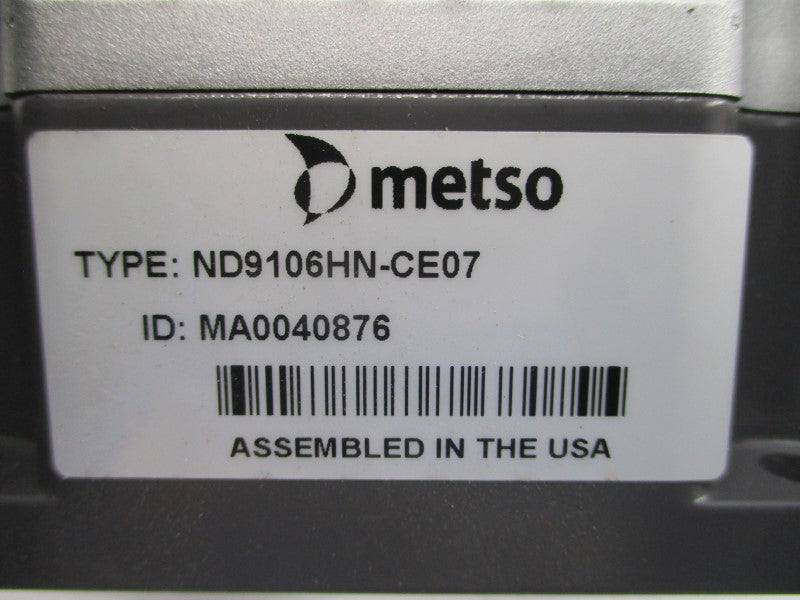 metso
TYPE: ND9106HN-CE07
ID: MA0040876
ASSEMBLED IN THE USA